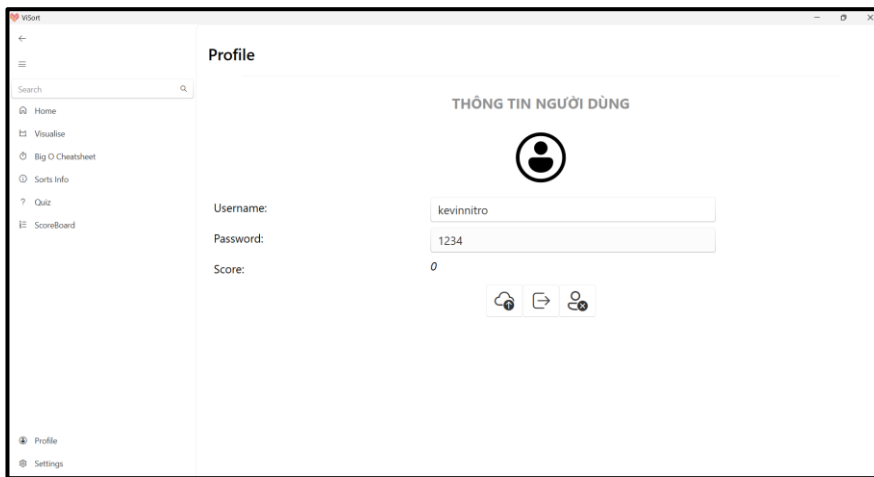 ViSort
Profile
Search
Home
Visualise
Big O Cheatsheet
Sorts Info
Quiz
ScoreBoard
THÔNG TIN NGƯỜI DÙNG
Username:
kevinnitro
Password:
1234
Score:
0
Profile
Settings